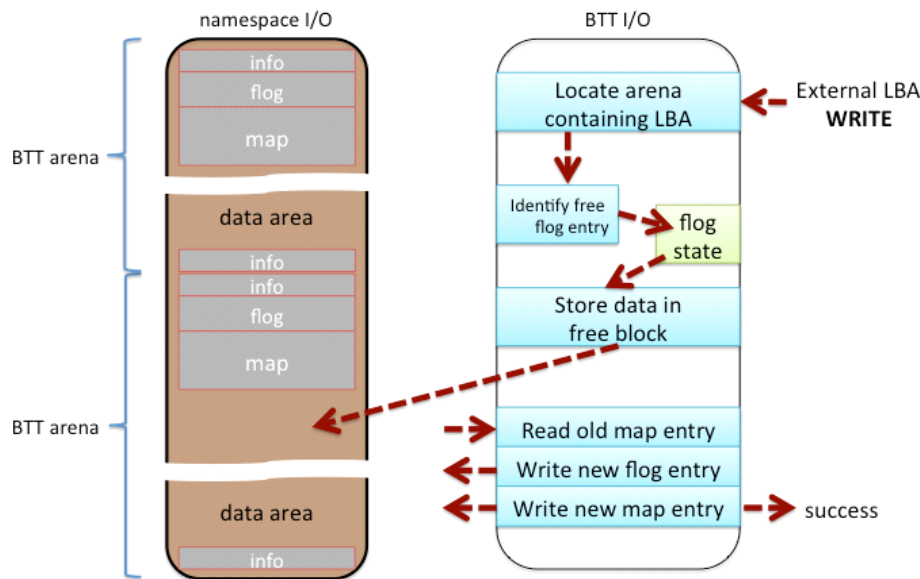 namespace I/O
info
flog
map
BTT arena
data area
info
info
flog
map
BTT arena
data area
info
BTT I/O
Locate arena
containing LBA
External LBA
WRITE
Identify free
flog entry
flog
state
Store data in
free block
Read old map entry
Write new flog entry
Write new map entry
success